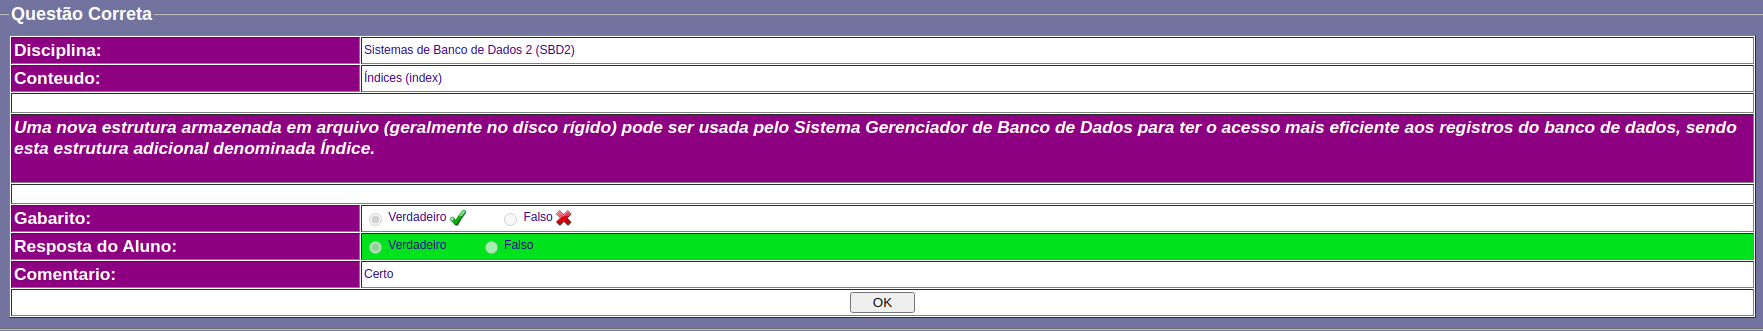 Questão Correta
Disciplina: Sistemas de Banco de Dados 2 (SBD2)
Conteudo: Índices (index)
Uma nova estrutura armazenada em arquivo (geralmente no disco rígido) pode ser usada pelo Sistema Gerenciador de Banco de Dados para ter o acesso mais eficiente aos registros do banco de dados, sendo
esta estrutura adicional denominada Índice.
Gabarito: Verdadeiro Falso
Resposta do Aluno: Verdadeiro Falso
Comentario: Certo
OK